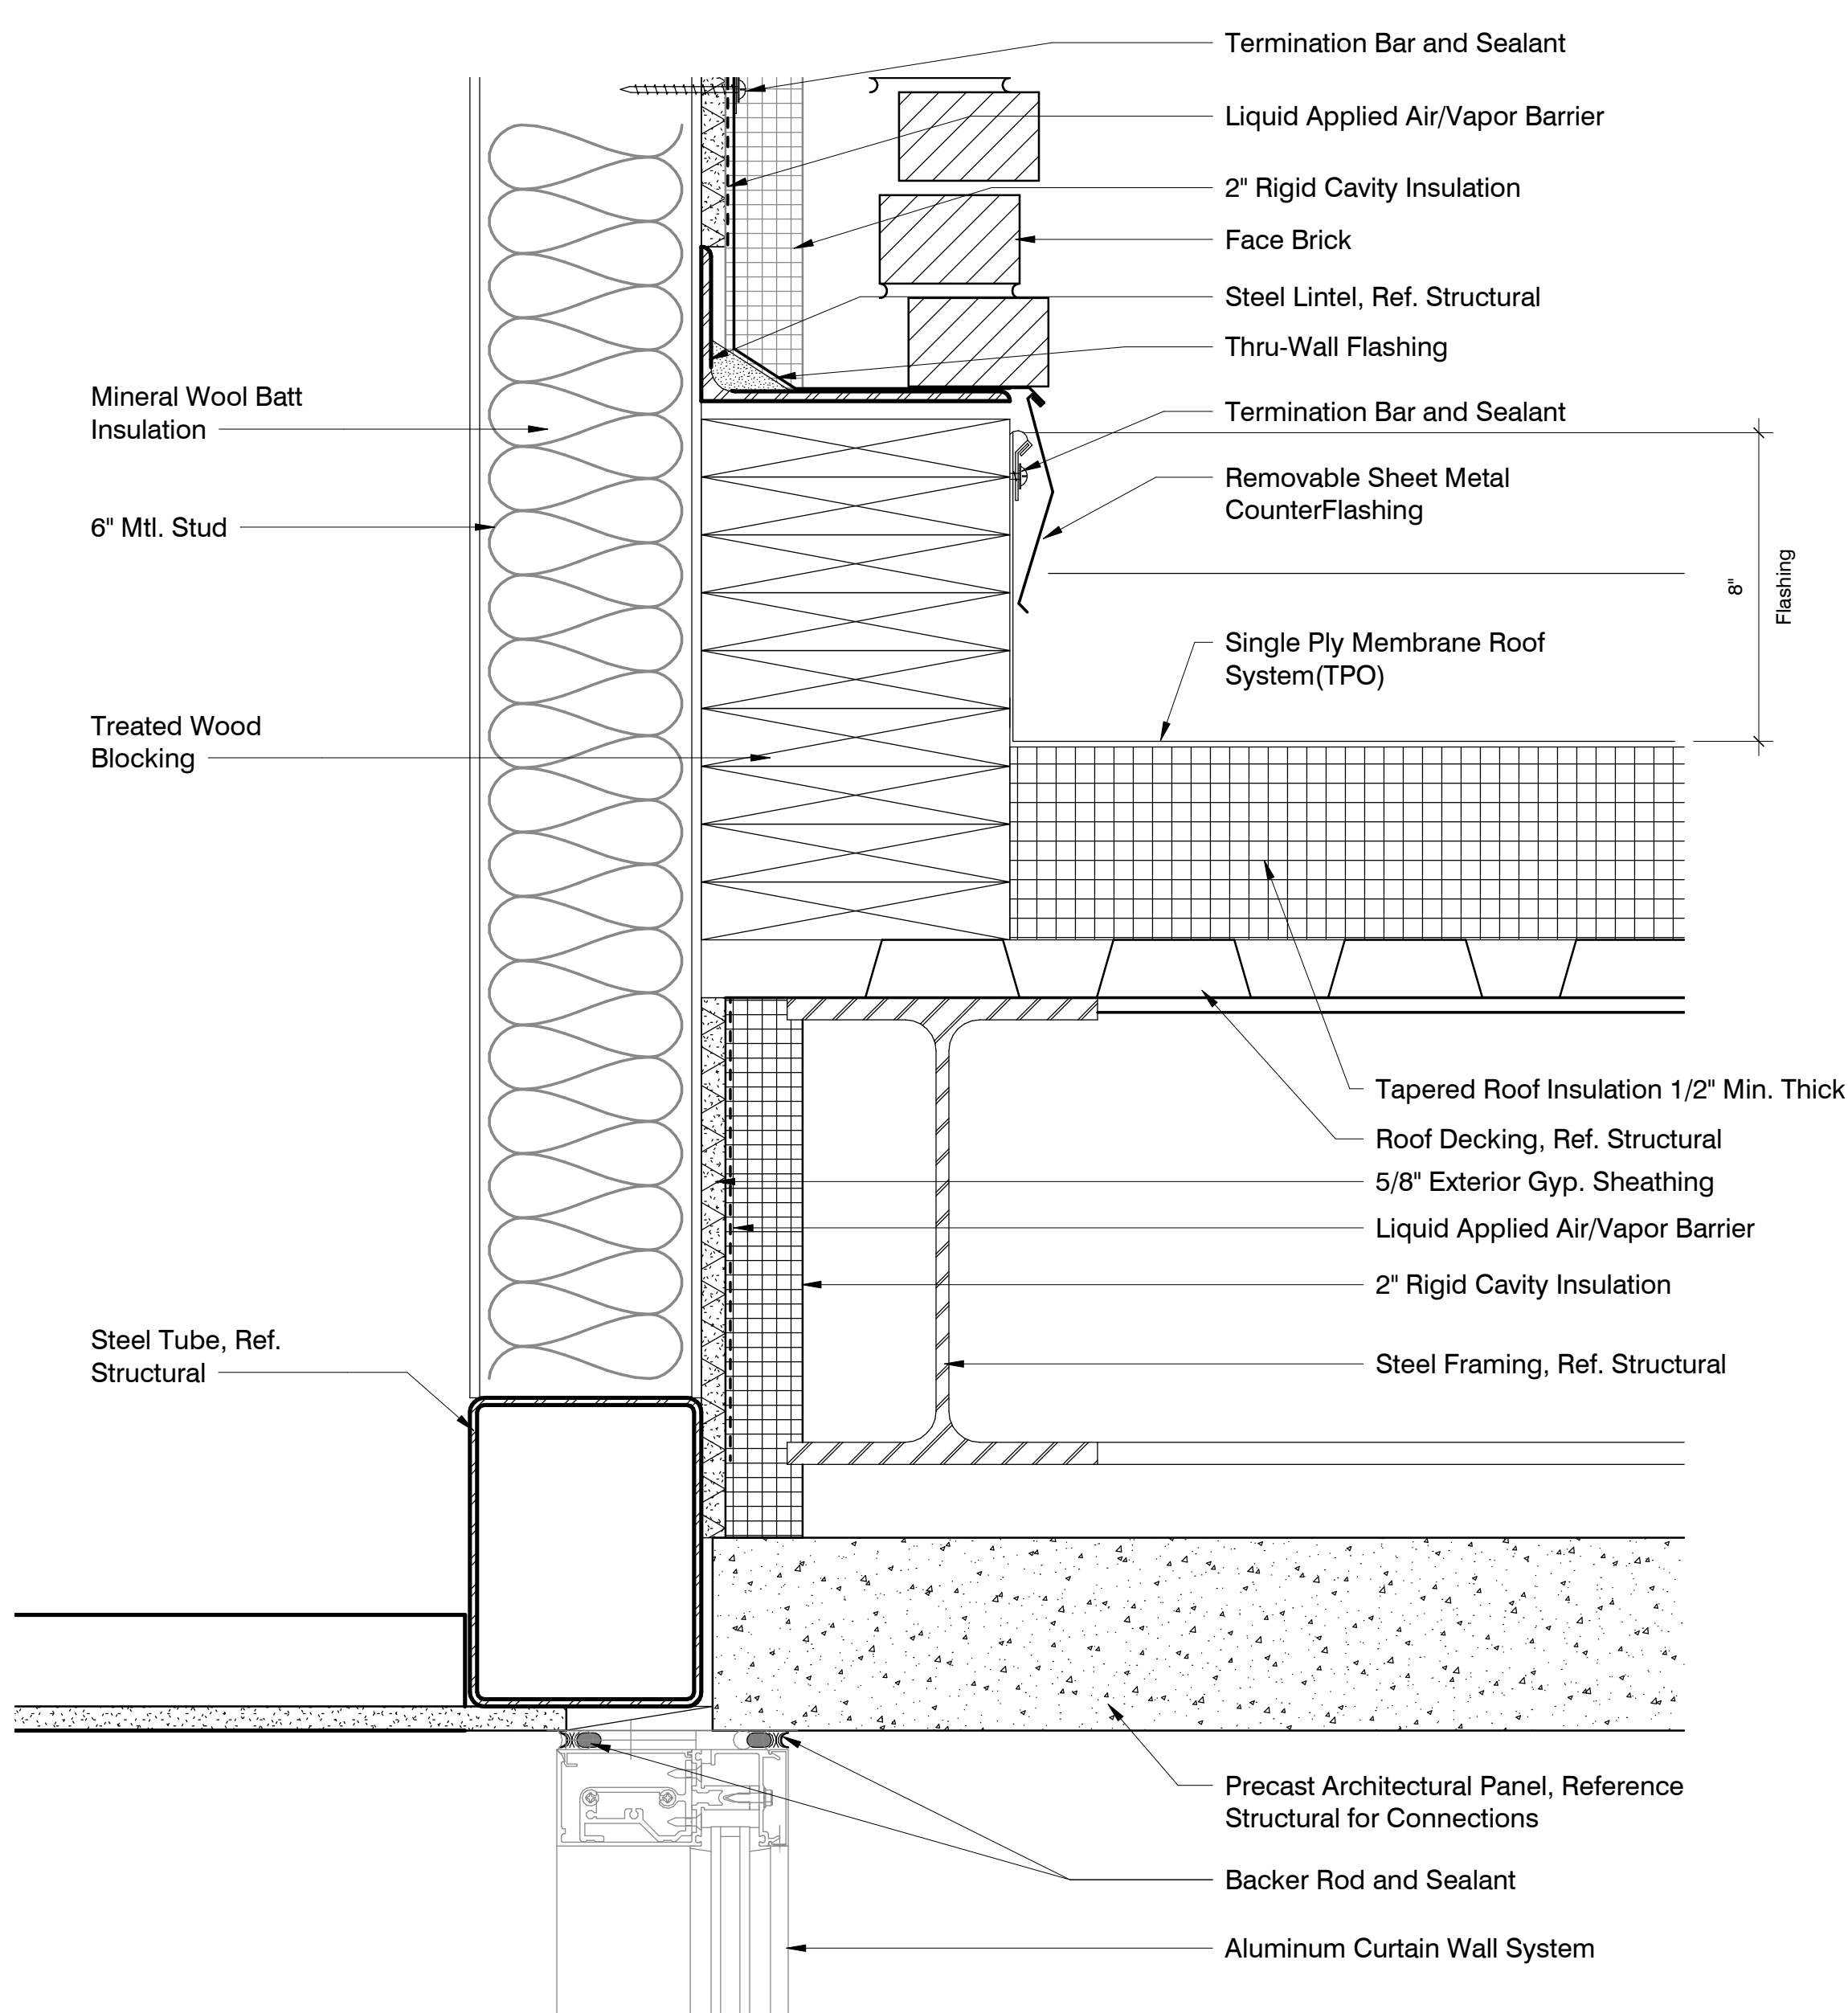 Termination Bar and Sealant
Liquid Applied Air/Vapor Barrier
2" Rigid Cavity Insulation
Face Brick
Steel Lintel, Ref. Structural
Thru-Wall Flashing
Mineral Wool Batt
Insulation
Termination Bar and Sealant
Removable Sheet Metal
CounterFlashing
6" Mtl. Stud
8"
Flashing
Single Ply Membrane Roof
System(TPO)
Treated Wood
Blocking
Tapered Roof Insulation 1/2" Min. Thick
Roof Decking, Ref. Structural
5/8" Exterior Gyp. Sheathing
Liquid Applied Air/Vapor Barrier
2" Rigid Cavity Insulation
Steel Tube, Ref.
Structural
Steel Framing, Ref. Structural
Precast Architectural Panel, Reference
Structural for Connections
Backer Rod and Sealant
Aluminum Curtain Wall System